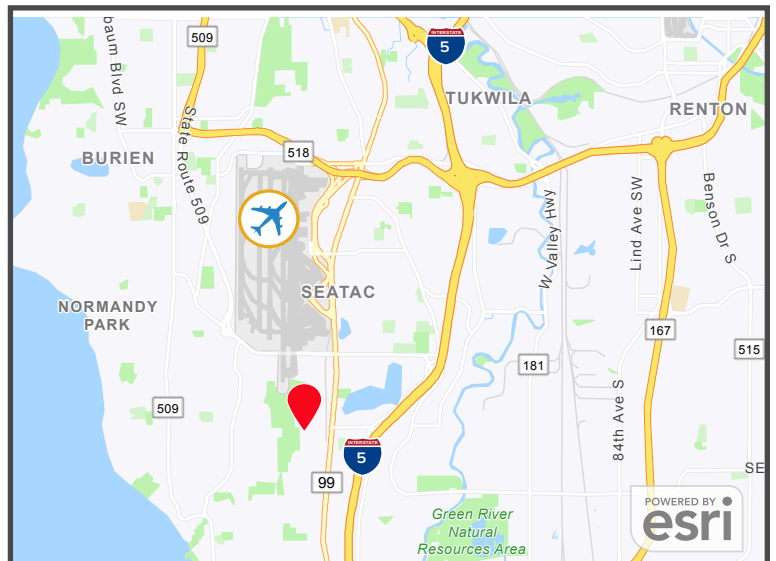 509
baum Blvd SW
INTERSTATE
5
TUKWILA
RENTON
State Route 509
518
BURIEN
W Valley Hwy
Lind Ave SW
Benson Dr S
SEATAC
NORMANDY
PARK
167
515
181
509
84th Ave S
INTERSTATE
5
99
SE
POWERED BY
esri
Green River
Natural
Resources Area